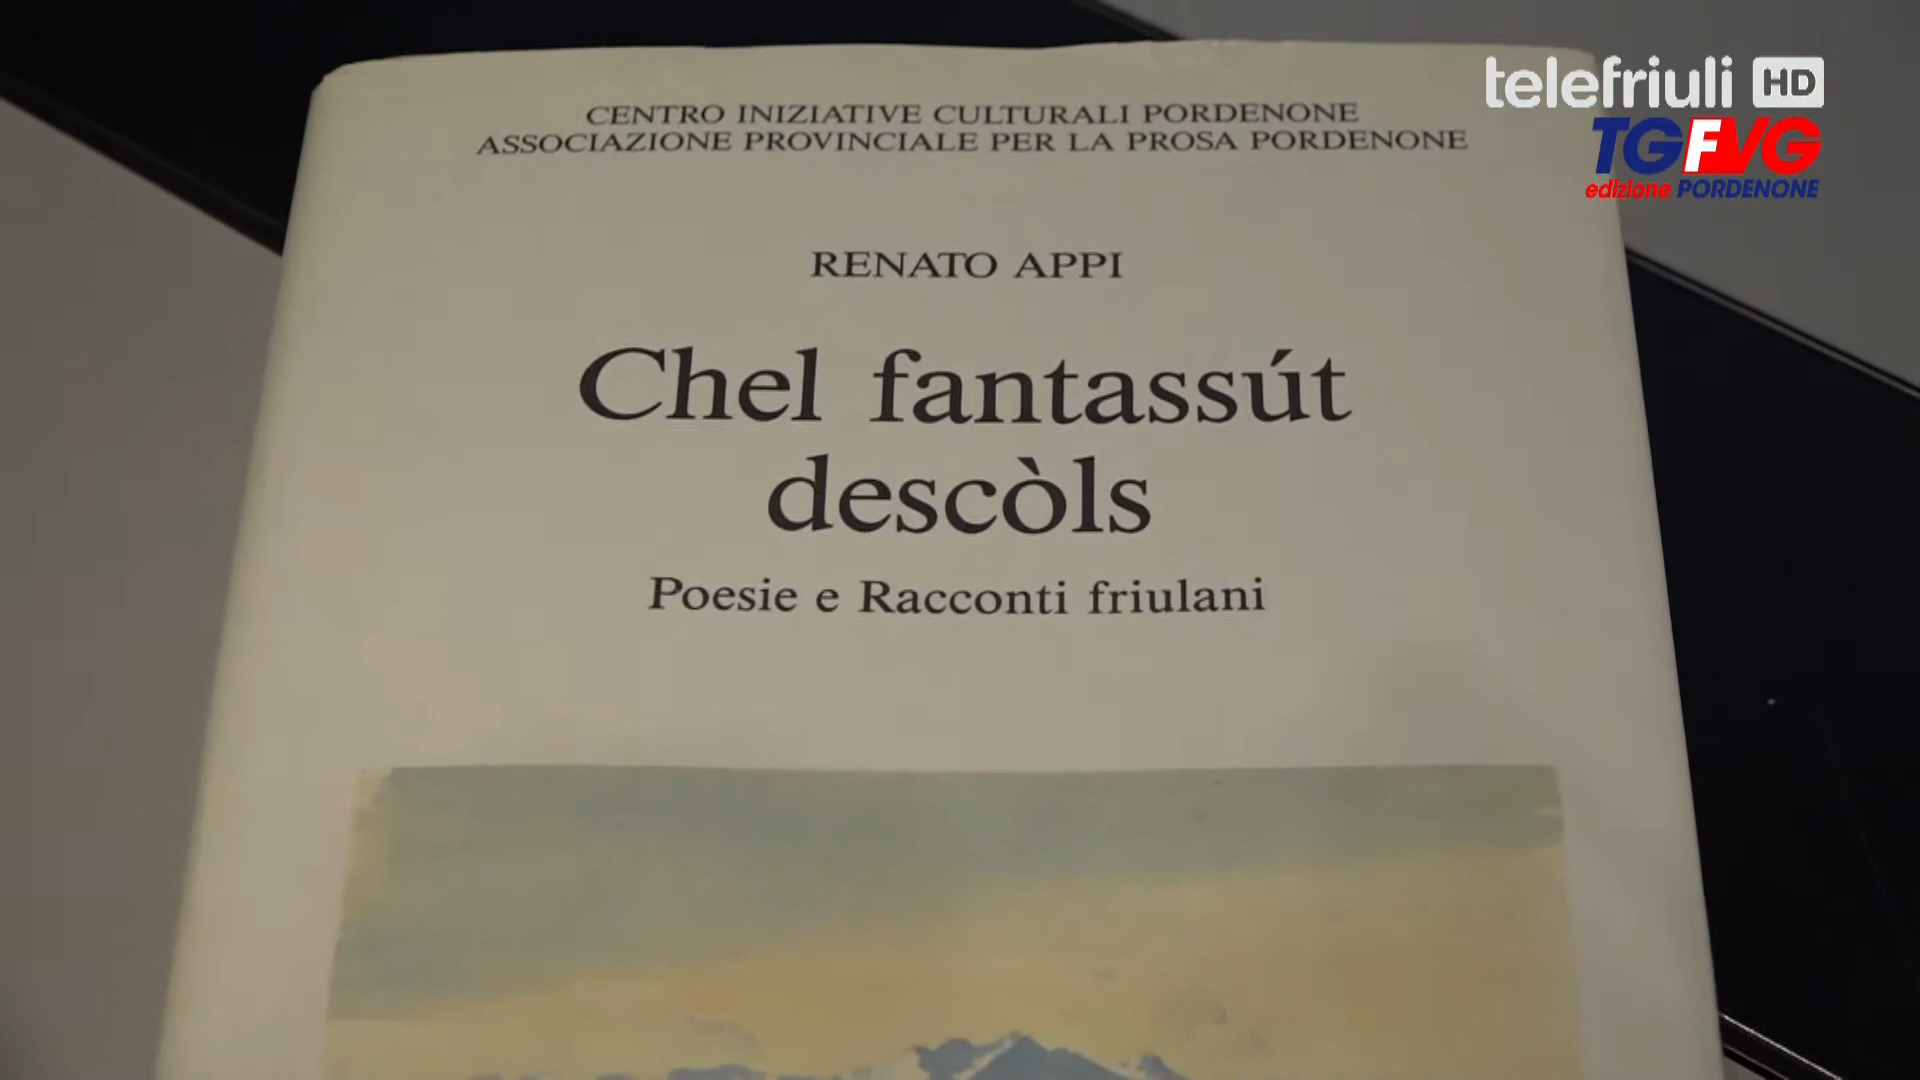 telefriuli HD
TGFVG
edizione PORDENONE
CENTRO INIZIATIVE CULTURALI PORDENONE
ASSOCIAZIONE PROVINCIALE PER LA PROSA PORDENONE
RENATO APPI
Chel fantassút
descòls
Poesie e Racconti friulani